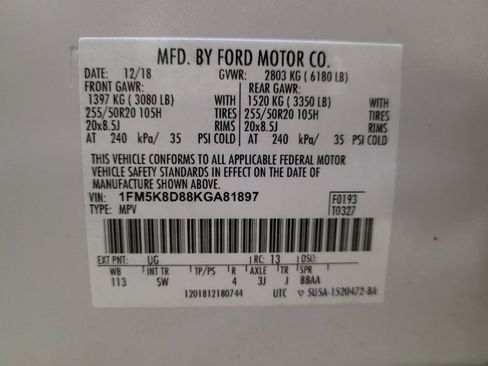 MFD. BY FORD MOTOR CO.
DATE: 12/18 GVWR: 2803 KG ( 6180 LB)
FRONT GAWR: REAR GAWR:
1397 KG ( 3080 LB) WITH 1520 KG ( 3350 LB) WITH
255/50R20 105H TIRES 255/50R20 105H TIRES
20x8.5J RIMS 20x8.5J RIMS
AT 240 kPa/ 35 PSI COLD AT 240 kPa/ 35 PSI COLD
THIS VEHICLE CONFORMS TO ALL APPLICABLE FEDERAL MOTOR
VEHICLE SAFETY STANDARDS IN EFFECT ON THE DATE OF
MANUFACTURE SHOWN ABOVE.
VIN: 1FM5K8D88KGA81897 F0193
TYPE: MPV T0327
EXT PNT: UG RC: 13 DSO:
WB INT TR TP/PS R AXLE TR SPR
113 SW 4 3J J BBAA
1201812180744 UTC ▽ 5U5A-1520472-BA